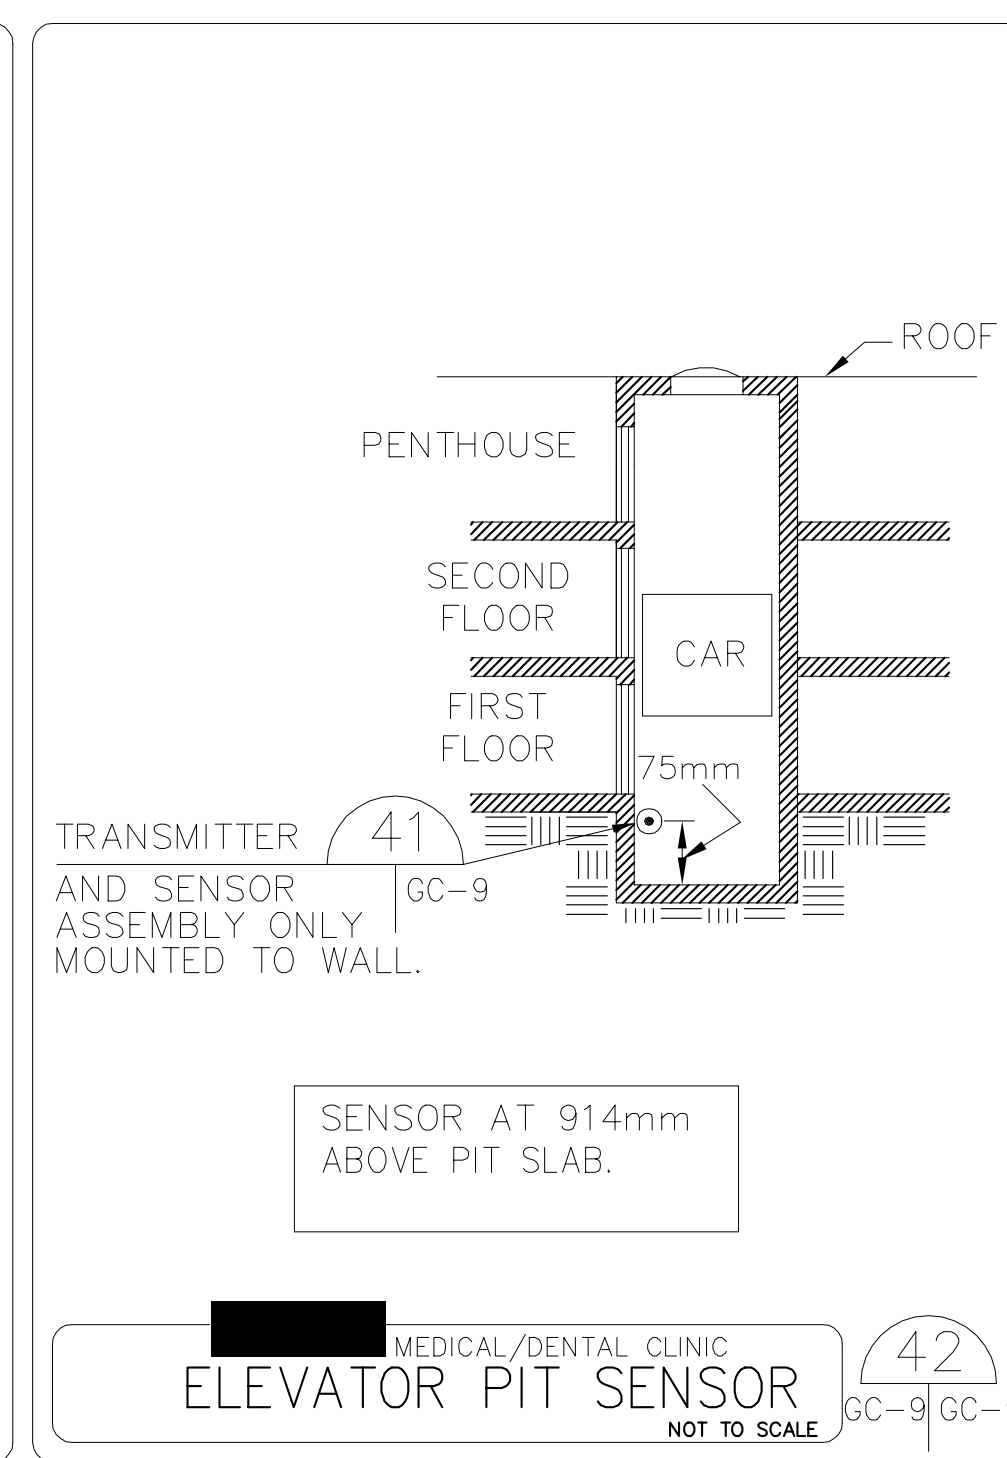 ROOF
PENTHOUSE
SECOND
FLOOR
CAR
FIRST
FLOOR
75mm
TRANSMITTER
41
AND SENSOR
GC-9
ASSEMBLY ONLY
MOUNTED TO WALL.
SENSOR AT 914mm
ABOVE PIT SLAB.
MEDICAL/DENTAL CLINIC
ELEVATOR PIT SENSOR
NOT TO SCALE
42
GC-9 GC-